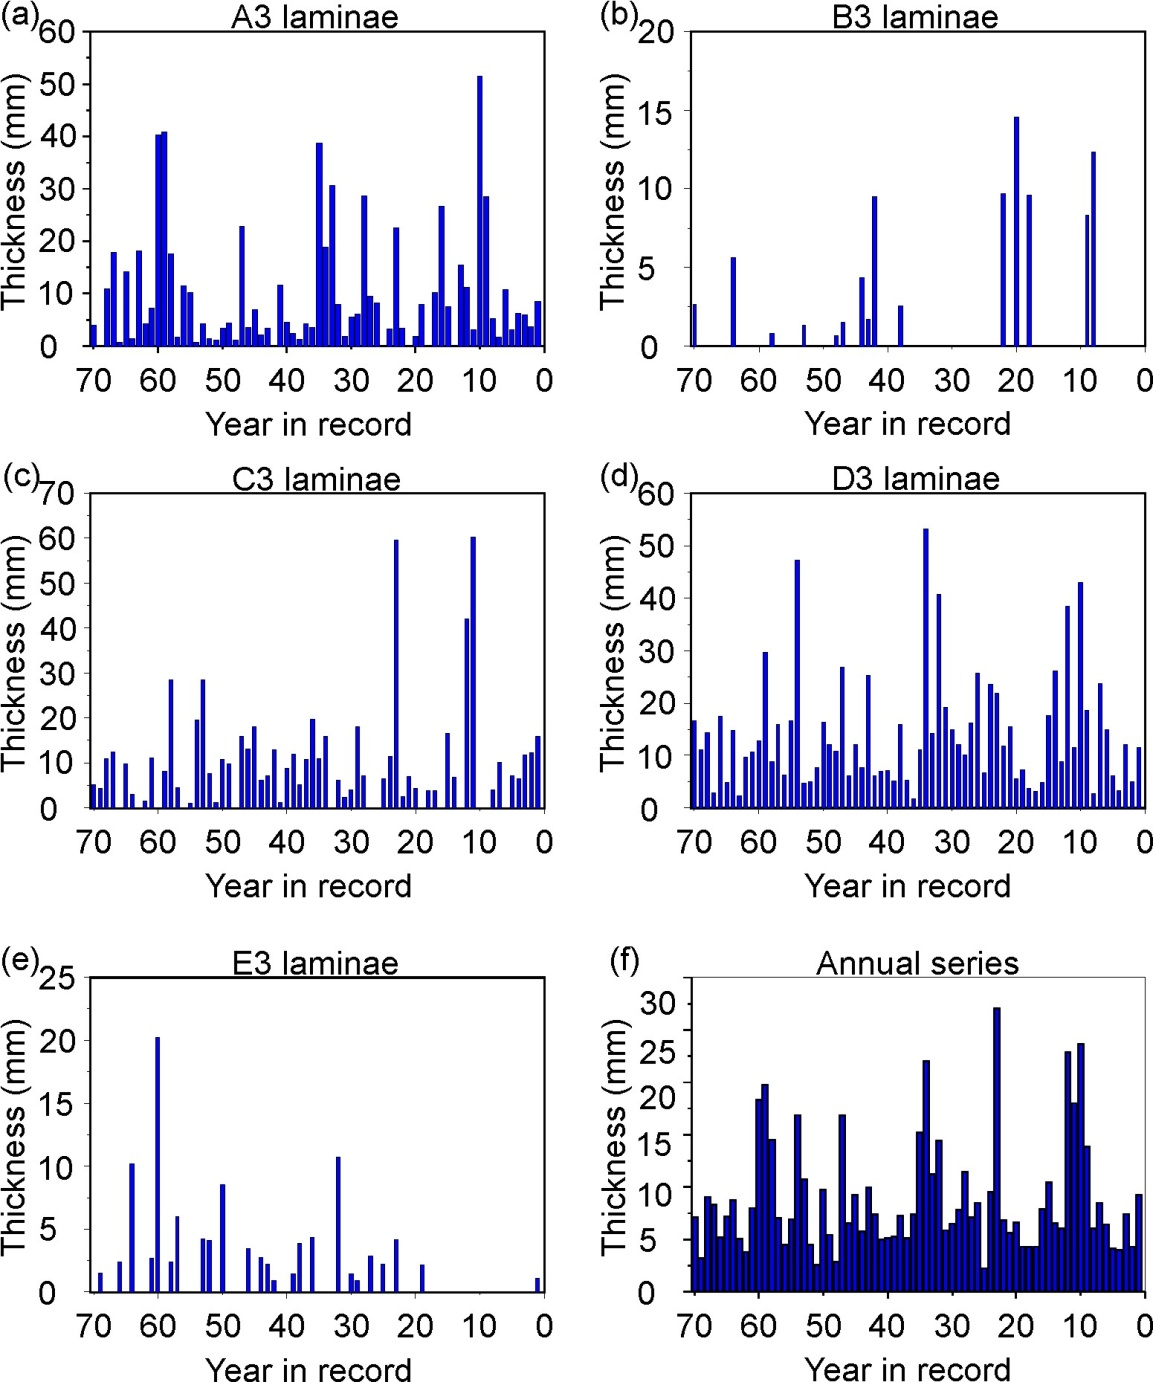 (a) A3 laminae
Thickness (mm)
60
50
40
30
20
10
0
70 60 50 40 30 20 10 0
Year in record
(b) B3 laminae
Thickness (mm)
20
15
10
5
0
70 60 50 40 30 20 10 0
Year in record
(c) C3 laminae
Thickness (mm)
70
60
50
40
30
20
10
0
70 60 50 40 30 20 10 0
Year in record
(d) D3 laminae
Thickness (mm)
60
50
40
30
20
10
0
70 60 50 40 30 20 10 0
Year in record
(e) E3 laminae
Thickness (mm)
25
20
15
10
5
0
70 60 50 40 30 20 10 0
Year in record
(f) Annual series
Thickness (mm)
30
25
20
15
10
5
0
70 60 50 40 30 20 10 0
Year in record